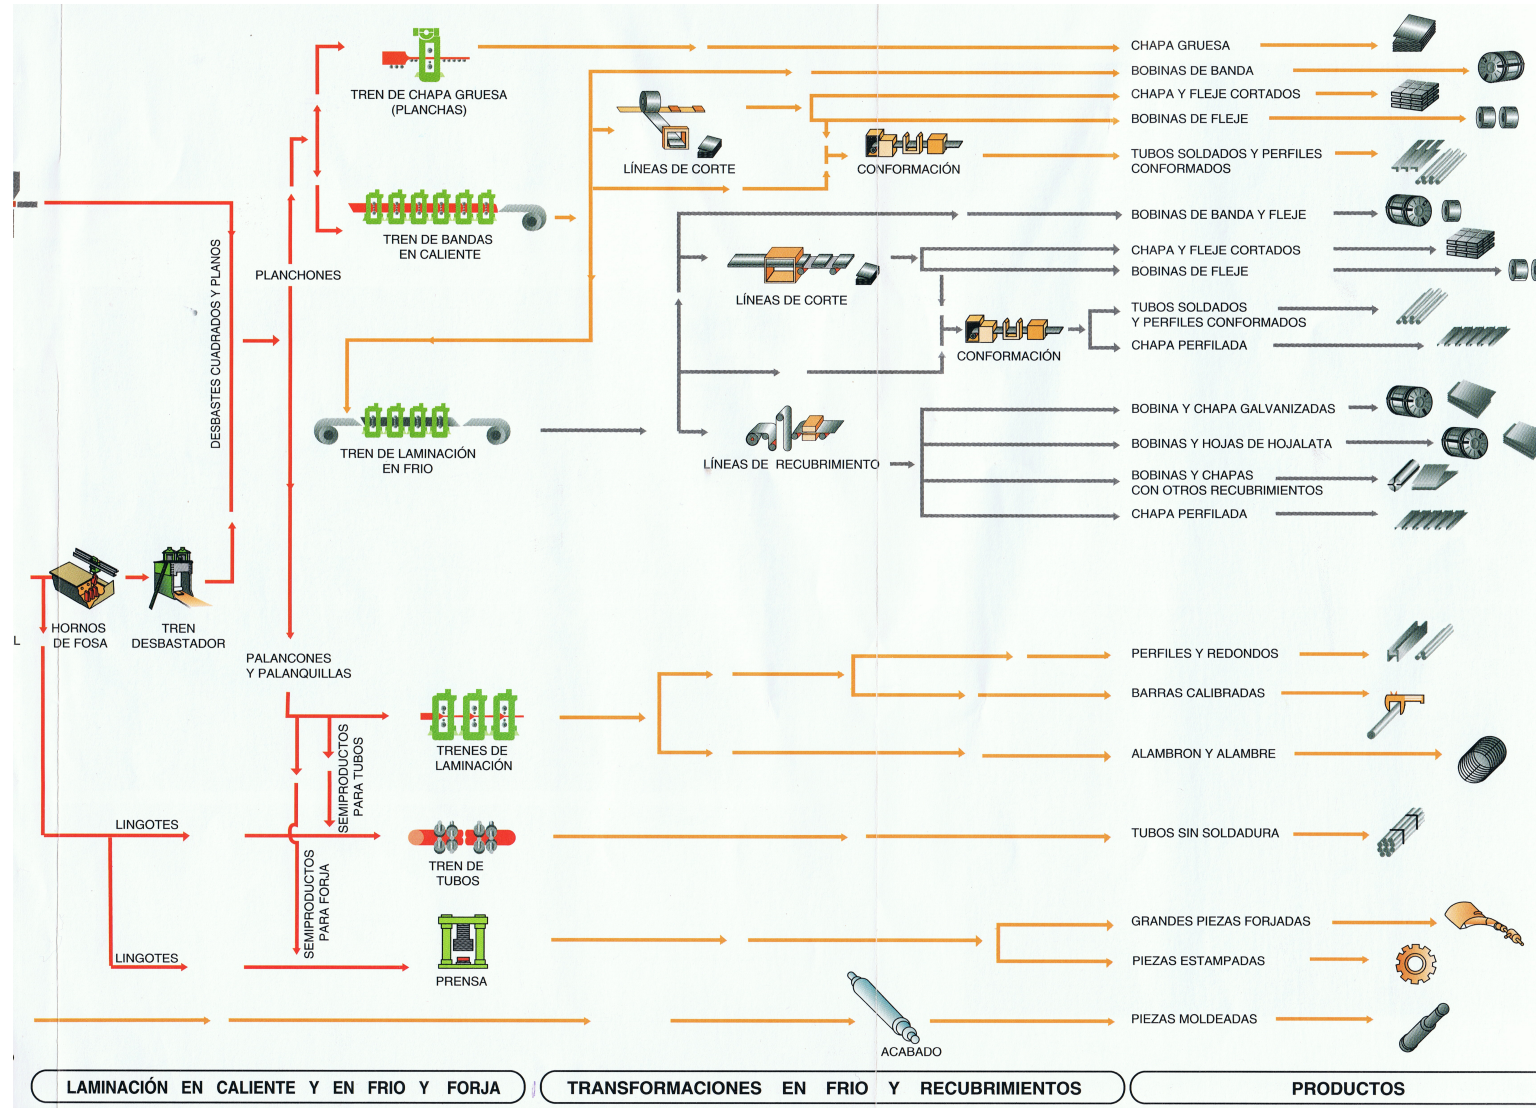 TREN DE CHAPA GRUESA
(PLANCHAS)
TREN DE BANDAS
EN CALIENTE
PLANCHONES
DESBASTES CUADRADOS Y PLANOS
TREN DE LAMINACIÓN
EN FRIO
L
HORNOS
DE FOSA
TREN
DESBASTADOR
PALANCONES
Y PALANQUILLAS
TRENES DE
LAMINACIÓN
SEMIPRODUCTOS
PARA TUBOS
LINGOTES
TREN DE
TUBOS
SEMIPRODUCTOS
PARA FORJA
LINGOTES
PRENSA
LÍNEAS DE CORTE
CONFORMACIÓN
LÍNEAS DE CORTE
CONFORMACIÓN
LÍNEAS DE RECUBRIMIENTO
ACABADO
CHAPA GRUESA
BOBINAS DE BANDA
CHAPA Y FLEJE CORTADOS
BOBINAS DE FLEJE
TUBOS SOLDADOS Y PERFILES
CONFORMADOS
BOBINAS DE BANDA Y FLEJE
CHAPA Y FLEJE CORTADOS
BOBINAS DE FLEJE
TUBOS SOLDADOS
Y PERFILES CONFORMADOS
CHAPA PERFILADA
BOBINA Y CHAPA GALVANIZADAS
BOBINAS Y HOJAS DE HOJALATA
BOBINAS Y CHAPAS
CON OTROS RECUBRIMIENTOS
CHAPA PERFILADA
PERFILES Y REDONDOS
BARRAS CALIBRADAS
ALAMBRON Y ALAMBRE
TUBOS SIN SOLDADURA
GRANDES PIEZAS FORJADAS
PIEZAS ESTAMPADAS
PIEZAS MOLDEADAS
LAMINACIÓN EN CALIENTE Y EN FRIO Y FORJA
TRANSFORMACIONES EN FRIO Y RECUBRIMIENTOS
PRODUCTOS